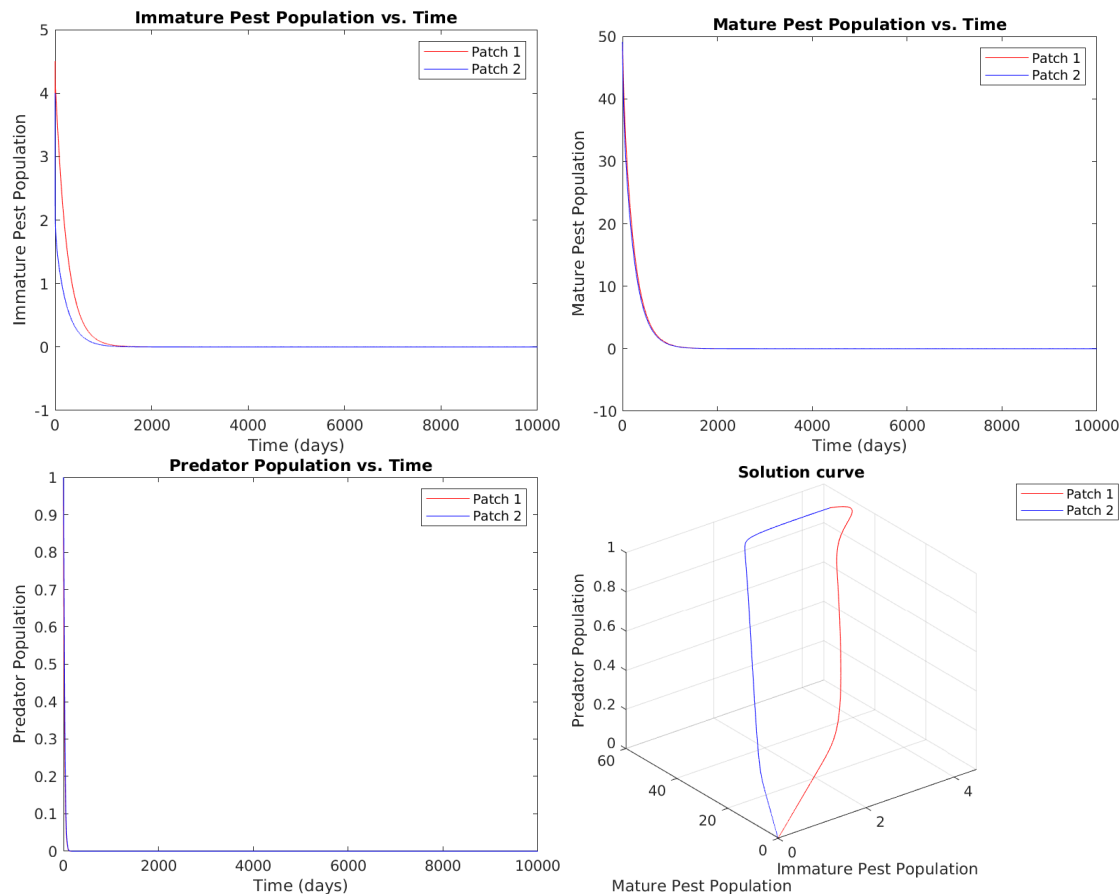 Immature Pest Population vs. Time
5
4
3
2
1
0
-1
Immature Pest Population
0 2000 4000 6000 8000 10000
Time (days)
Patch 1
Patch 2
Mature Pest Population vs. Time
50
40
30
20
10
0
-10
Mature Pest Population
0 2000 4000 6000 8000 10000
Time (days)
Patch 1
Patch 2
Predator Population vs. Time
1
0.9
0.8
0.7
0.6
0.5
0.4
0.3
0.2
0.1
0
Predator Population
0 2000 4000 6000 8000 10000
Time (days)
Patch 1
Patch 2
Solution curve
Patch 1
Patch 2
1
0.8
0.6
0.4
0.2
0
Predator Population
60
40
20
0
Mature Pest Population
0
2
4
Immature Pest Population